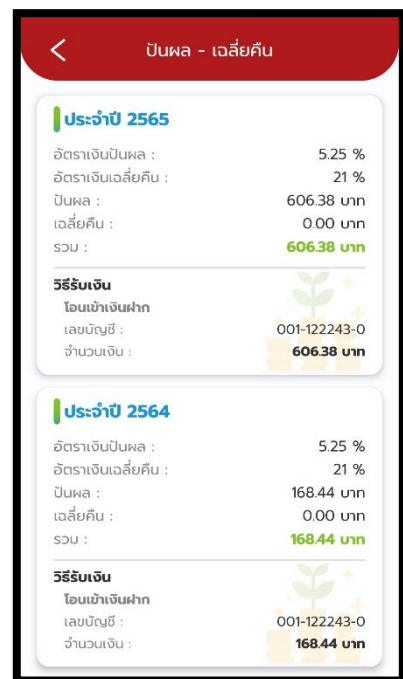 ปันผล - เฉลี่ยคืน
ประจำปี 2565
อัตราเงินปันผล : 5.25 %
อัตราเงินเฉลี่ยคืน : 21 %
ปันผล : 606.38 บาท
เฉลี่ยคืน : 0.00 บาท
รวม : 606.38 บาท
วิธีรับเงิน
โอนเข้าเงินฝาก
เลขบัญชี : 001-122243-0
จำนวนเงิน : 606.38 บาท
ประจำปี 2564
อัตราเงินปันผล : 5.25 %
อัตราเงินเฉลี่ยคืน : 21 %
ปันผล : 168.44 บาท
เฉลี่ยคืน : 0.00 บาท
รวม : 168.44 บาท
วิธีรับเงิน
โอนเข้าเงินฝาก
เลขบัญชี : 001-122243-0
จำนวนเงิน : 168.44 บาท